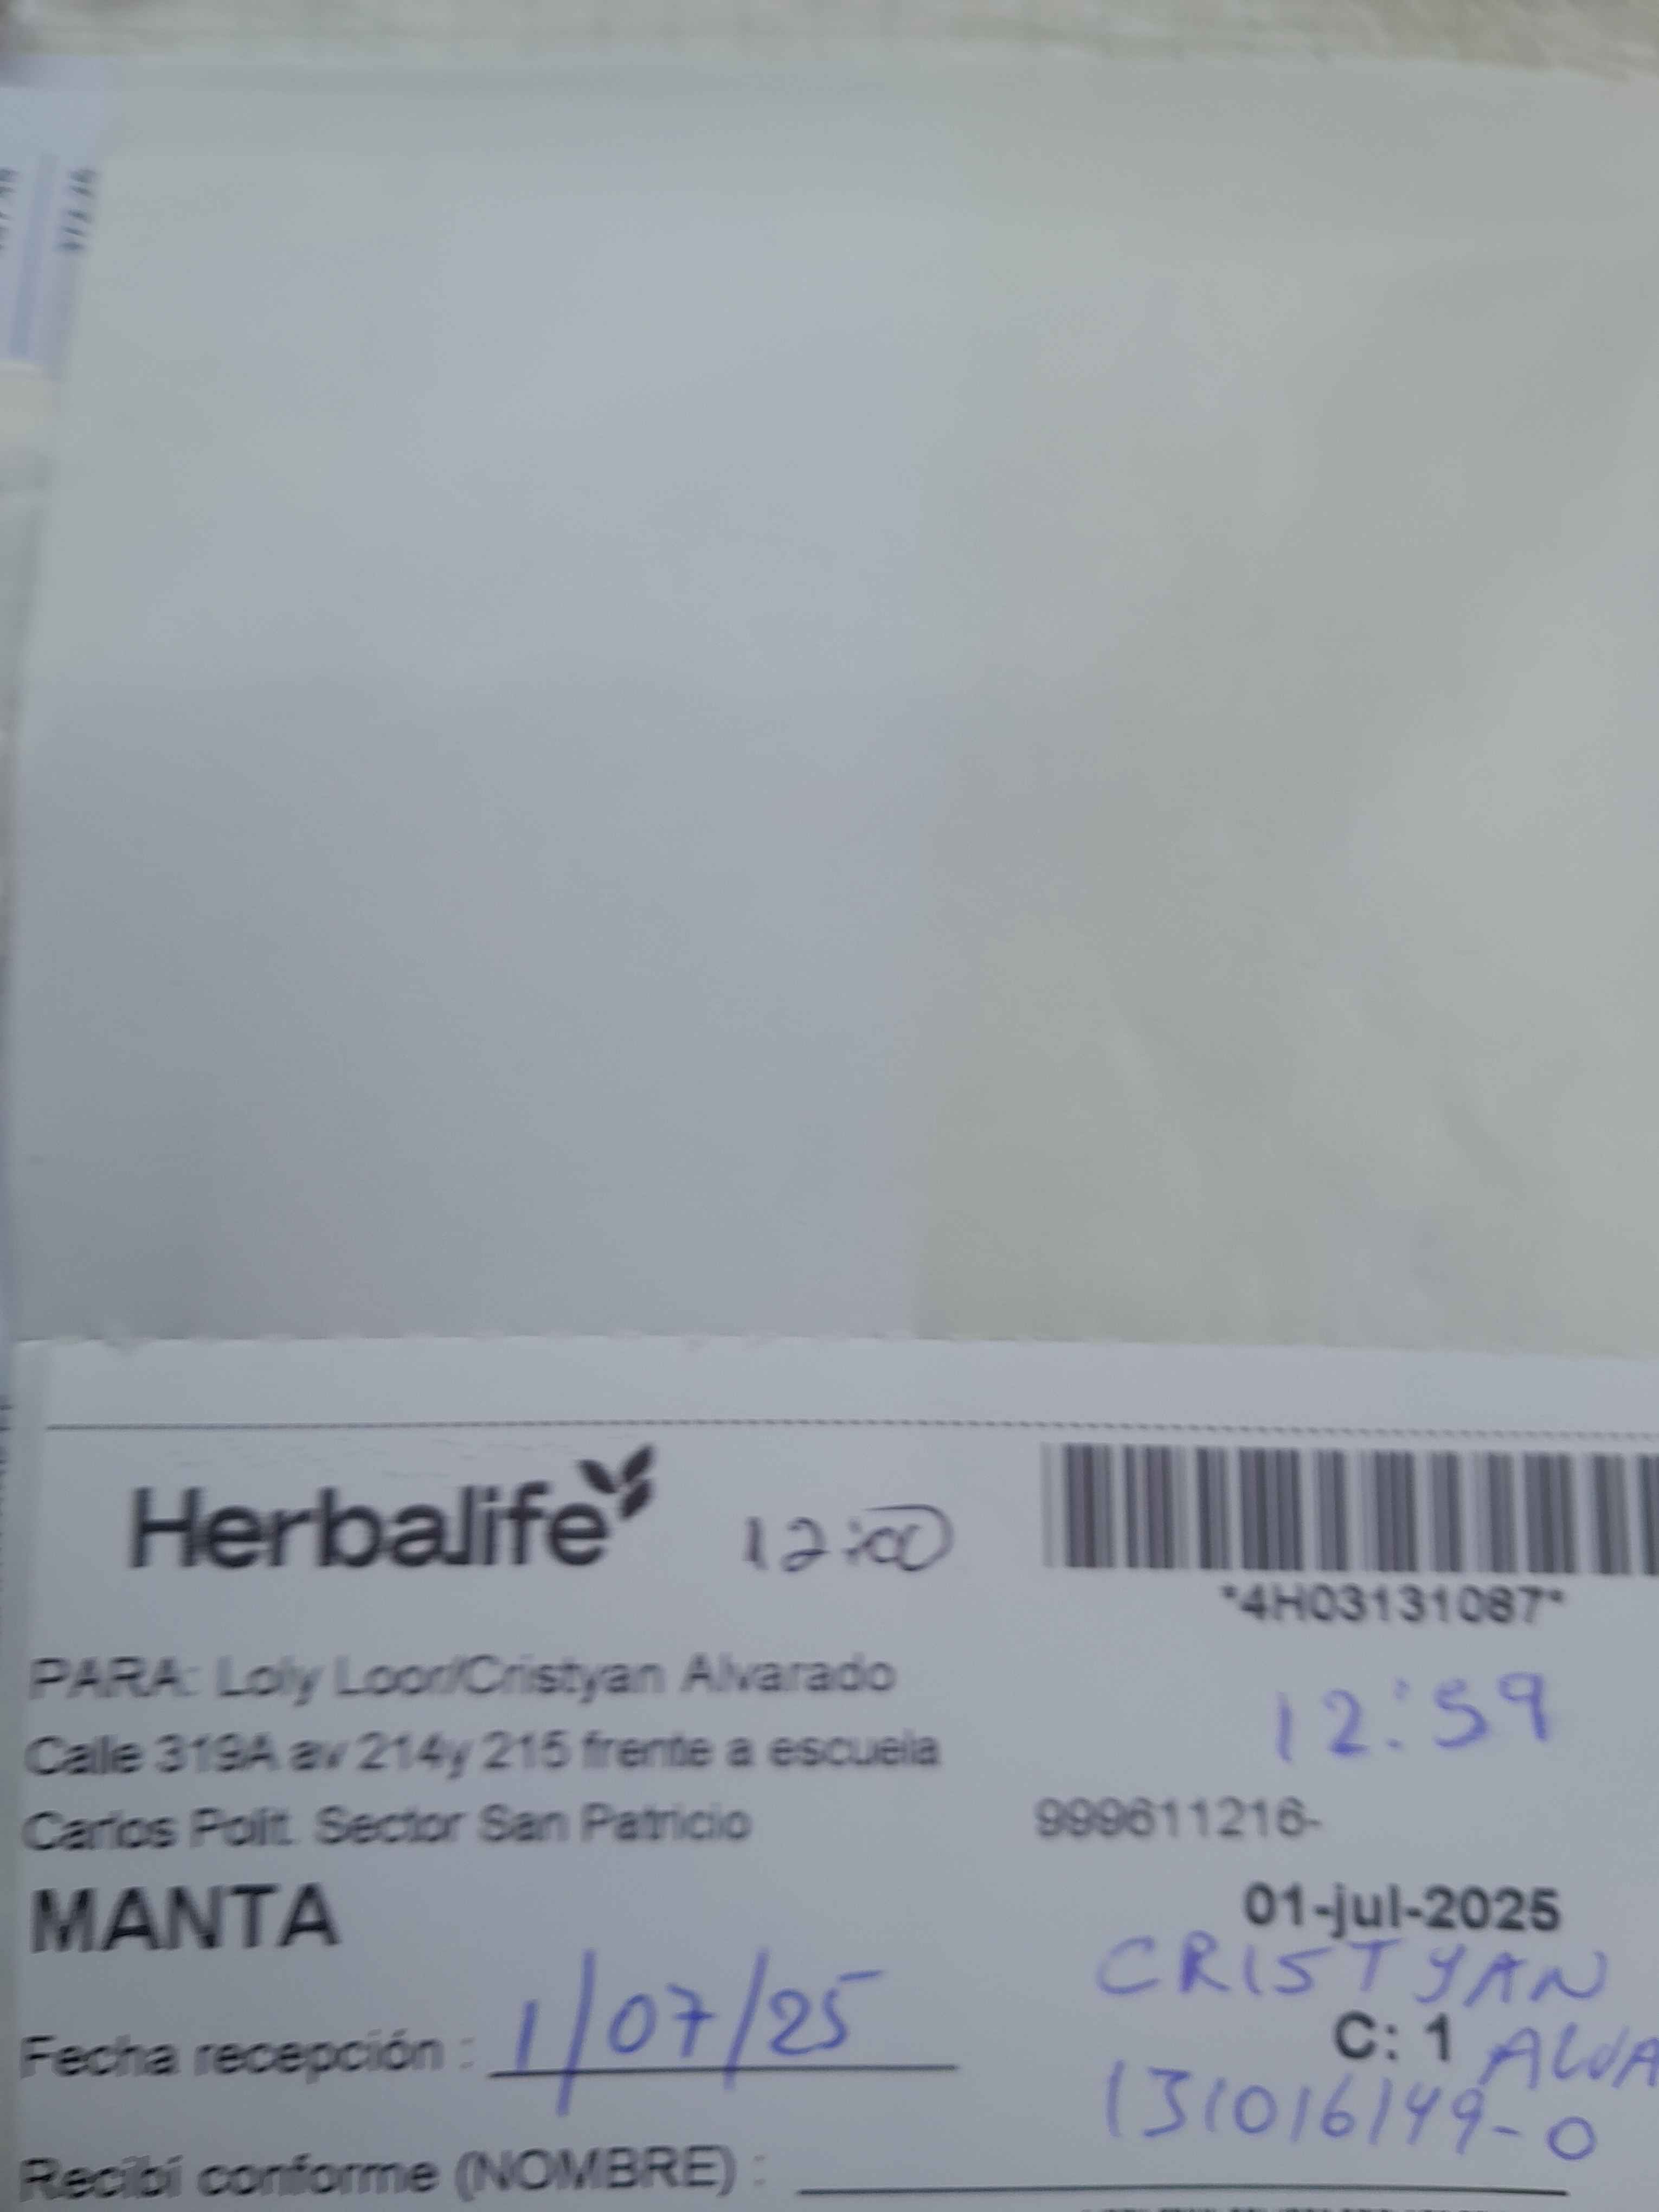 Herbalife
12:00
*4H03131087*
PARA: Loly Loor/Cristyan Alvarado
12:59
Calle 319A av 214y 215 frente a escuela
Carlos Polit. Sector San Patricio
999611216-
MANTA
01-jul-2025
CRISTYAN
Fecha recepción : 1/07/25
C: 1
ALVA
131016149-0
Recibí conforme (NOMBRE) :